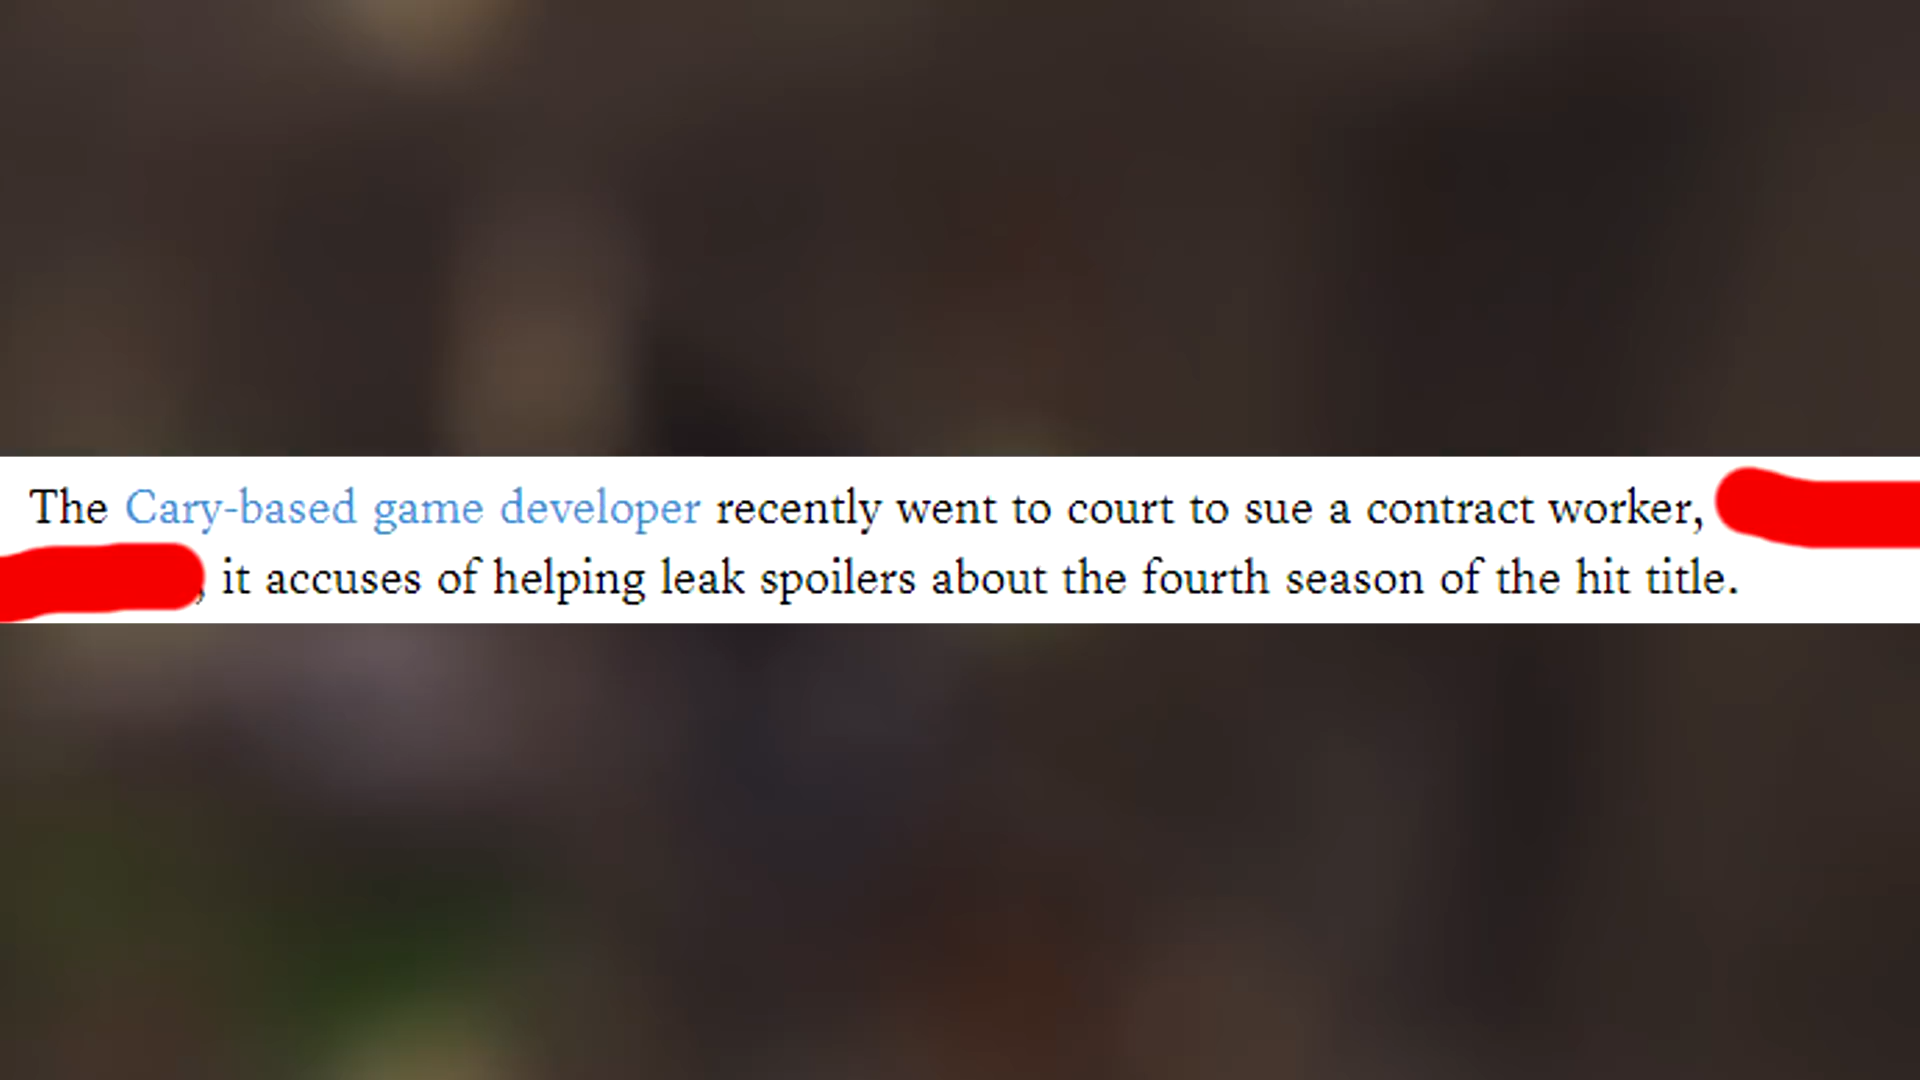 The Cary-based game developer recently went to court to sue a contract worker,
, it accuses of helping leak spoilers about the fourth season of the hit title.